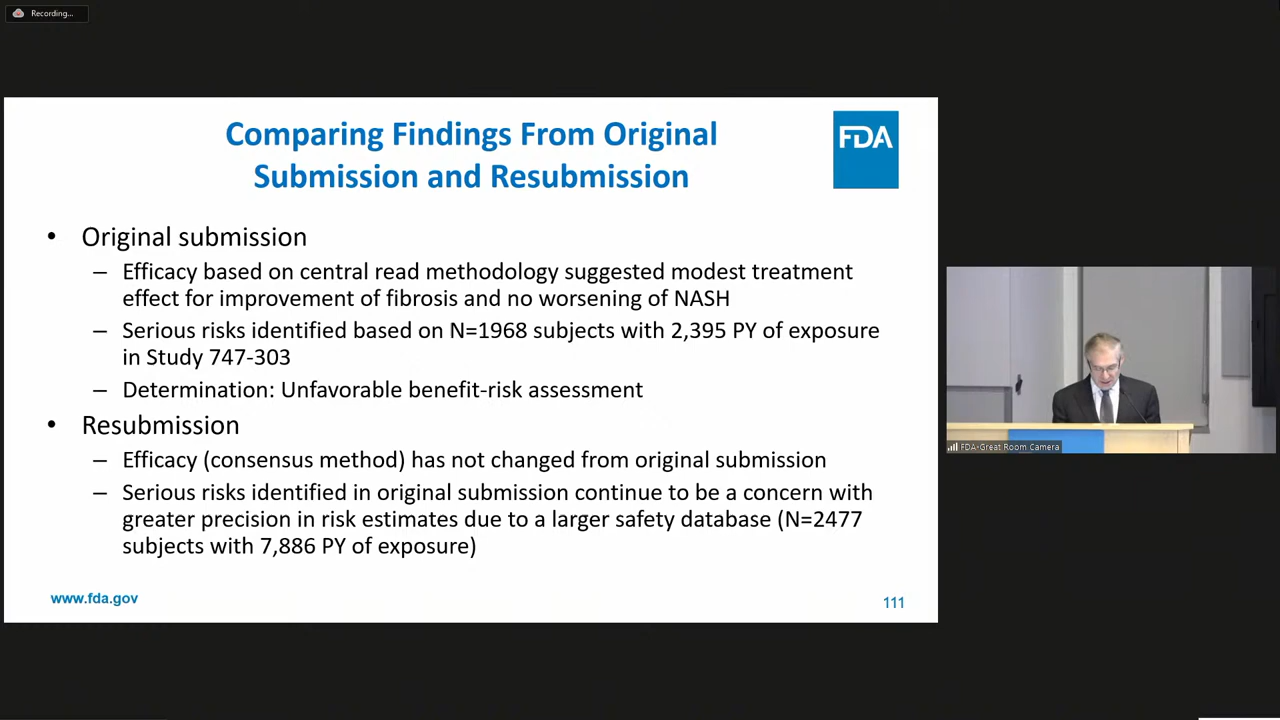 Recording...
Comparing Findings From Original
Submission and Resubmission
FDA
• Original submission
– Efficacy based on central read methodology suggested modest treatment
effect for improvement of fibrosis and no worsening of NASH
– Serious risks identified based on N=1968 subjects with 2,395 PY of exposure
in Study 747-303
– Determination: Unfavorable benefit-risk assessment
• Resubmission
– Efficacy (consensus method) has not changed from original submission
– Serious risks identified in original submission continue to be a concern with
greater precision in risk estimates due to a larger safety database (N=2477
subjects with 7,886 PY of exposure)
www.fda.gov
111
FDA-Great Room Camera